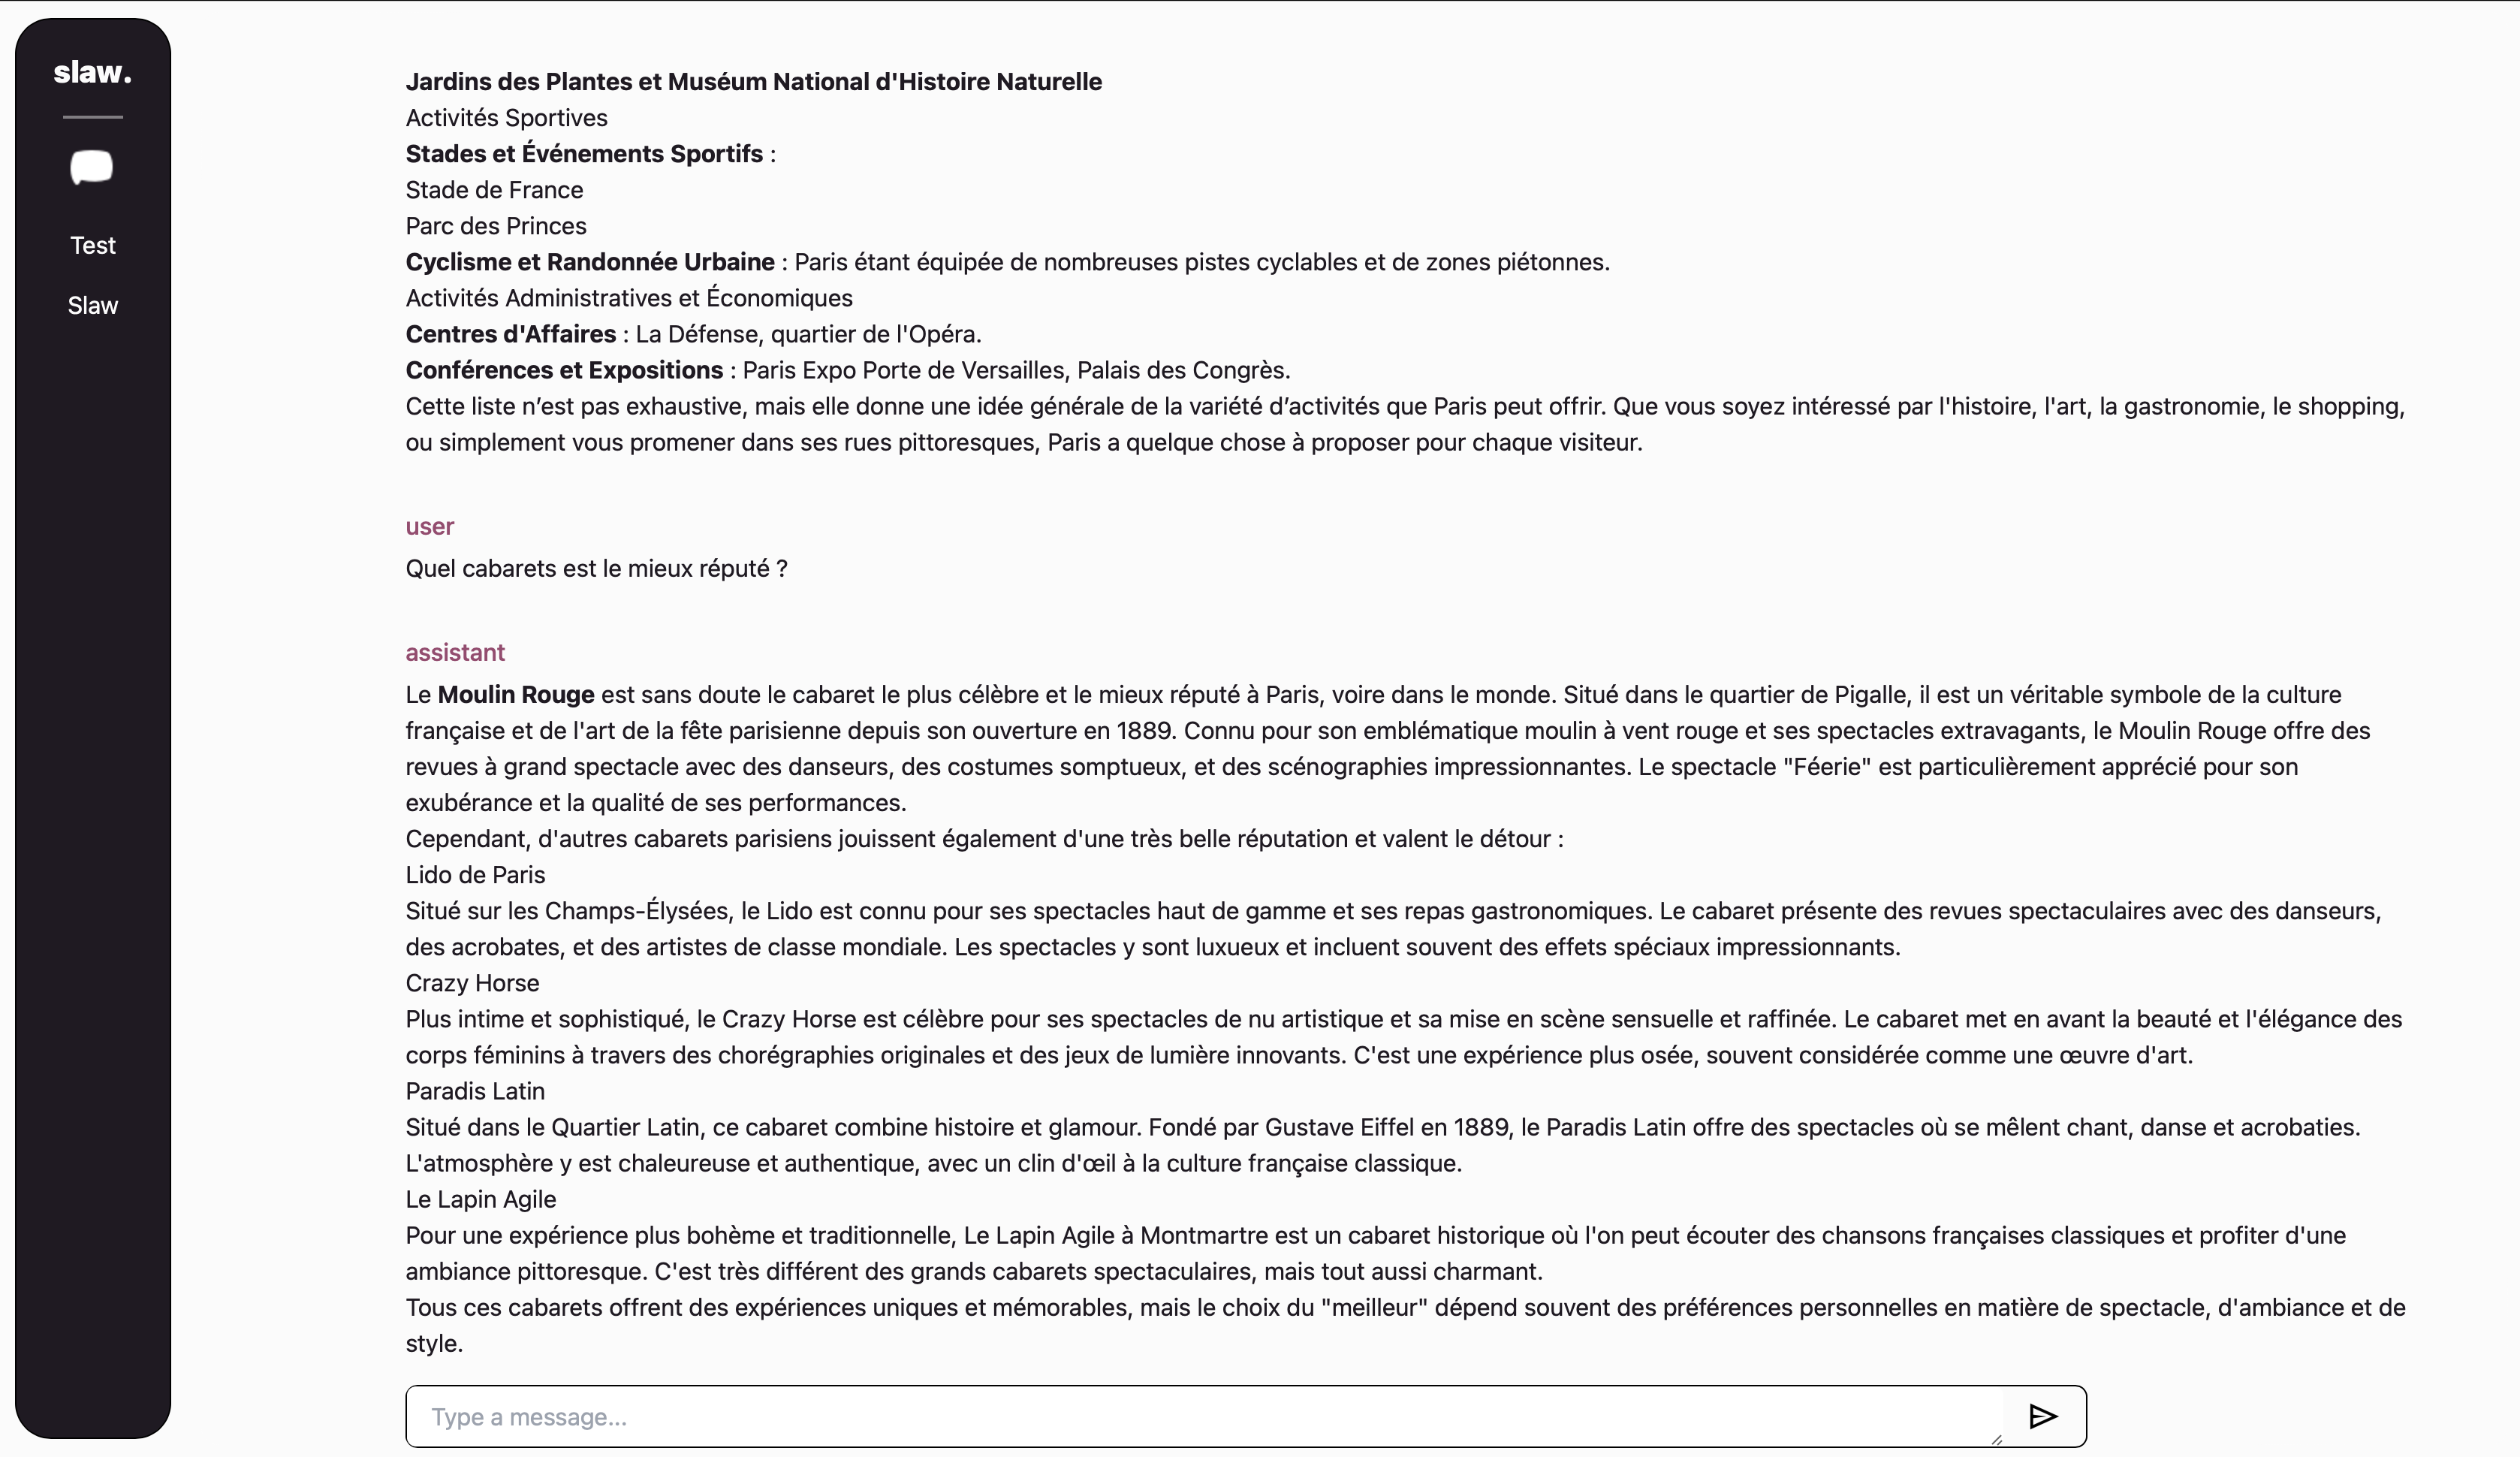 slaw.
Test
Slaw
Jardins des Plantes et Muséum National d'Histoire Naturelle
Activités Sportives
Stades et Événements Sportifs :
Stade de France
Parc des Princes
Cyclisme et Randonnée Urbaine : Paris étant équipée de nombreuses pistes cyclables et de zones piétonnes.
Activités Administratives et Économiques
Centres d'Affaires : La Défense, quartier de l'Opéra.
Conférences et Expositions : Paris Expo Porte de Versailles, Palais des Congrès.
Cette liste n’est pas exhaustive, mais elle donne une idée générale de la variété d’activités que Paris peut offrir. Que vous soyez intéressé par l'histoire, l'art, la gastronomie, le shopping,
ou simplement vous promener dans ses rues pittoresques, Paris a quelque chose à proposer pour chaque visiteur.
user
Quel cabarets est le mieux réputé ?
assistant
Le Moulin Rouge est sans doute le cabaret le plus célèbre et le mieux réputé à Paris, voire dans le monde. Situé dans le quartier de Pigalle, il est un véritable symbole de la culture
française et de l'art de la fête parisienne depuis son ouverture en 1889. Connu pour son emblématique moulin à vent rouge et ses spectacles extravagants, le Moulin Rouge offre des
revues à grand spectacle avec des danseurs, des costumes somptueux, et des scénographies impressionnantes. Le spectacle "Féerie" est particulièrement apprécié pour son
exubérance et la qualité de ses performances.
Cependant, d'autres cabarets parisiens jouissent également d'une très belle réputation et valent le détour :
Lido de Paris
Situé sur les Champs-Élysées, le Lido est connu pour ses spectacles haut de gamme et ses repas gastronomiques. Le cabaret présente des revues spectaculaires avec des danseurs,
des acrobates, et des artistes de classe mondiale. Les spectacles y sont luxueux et incluent souvent des effets spéciaux impressionnants.
Crazy Horse
Plus intime et sophistiqué, le Crazy Horse est célèbre pour ses spectacles de nu artistique et sa mise en scène sensuelle et raffinée. Le cabaret met en avant la beauté et l'élégance des
corps féminins à travers des chorégraphies originales et des jeux de lumière innovants. C'est une expérience plus osée, souvent considérée comme une œuvre d'art.
Paradis Latin
Situé dans le Quartier Latin, ce cabaret combine histoire et glamour. Fondé par Gustave Eiffel en 1889, le Paradis Latin offre des spectacles où se mêlent chant, danse et acrobaties.
L'atmosphère y est chaleureuse et authentique, avec un clin d'œil à la culture française classique.
Le Lapin Agile
Pour une expérience plus bohème et traditionnelle, Le Lapin Agile à Montmartre est un cabaret historique où l'on peut écouter des chansons françaises classiques et profiter d'une
ambiance pittoresque. C'est très différent des grands cabarets spectaculaires, mais tout aussi charmant.
Tous ces cabarets offrent des expériences uniques et mémorables, mais le choix du "meilleur" dépend souvent des préférences personnelles en matière de spectacle, d'ambiance et de
style.
Type a message...